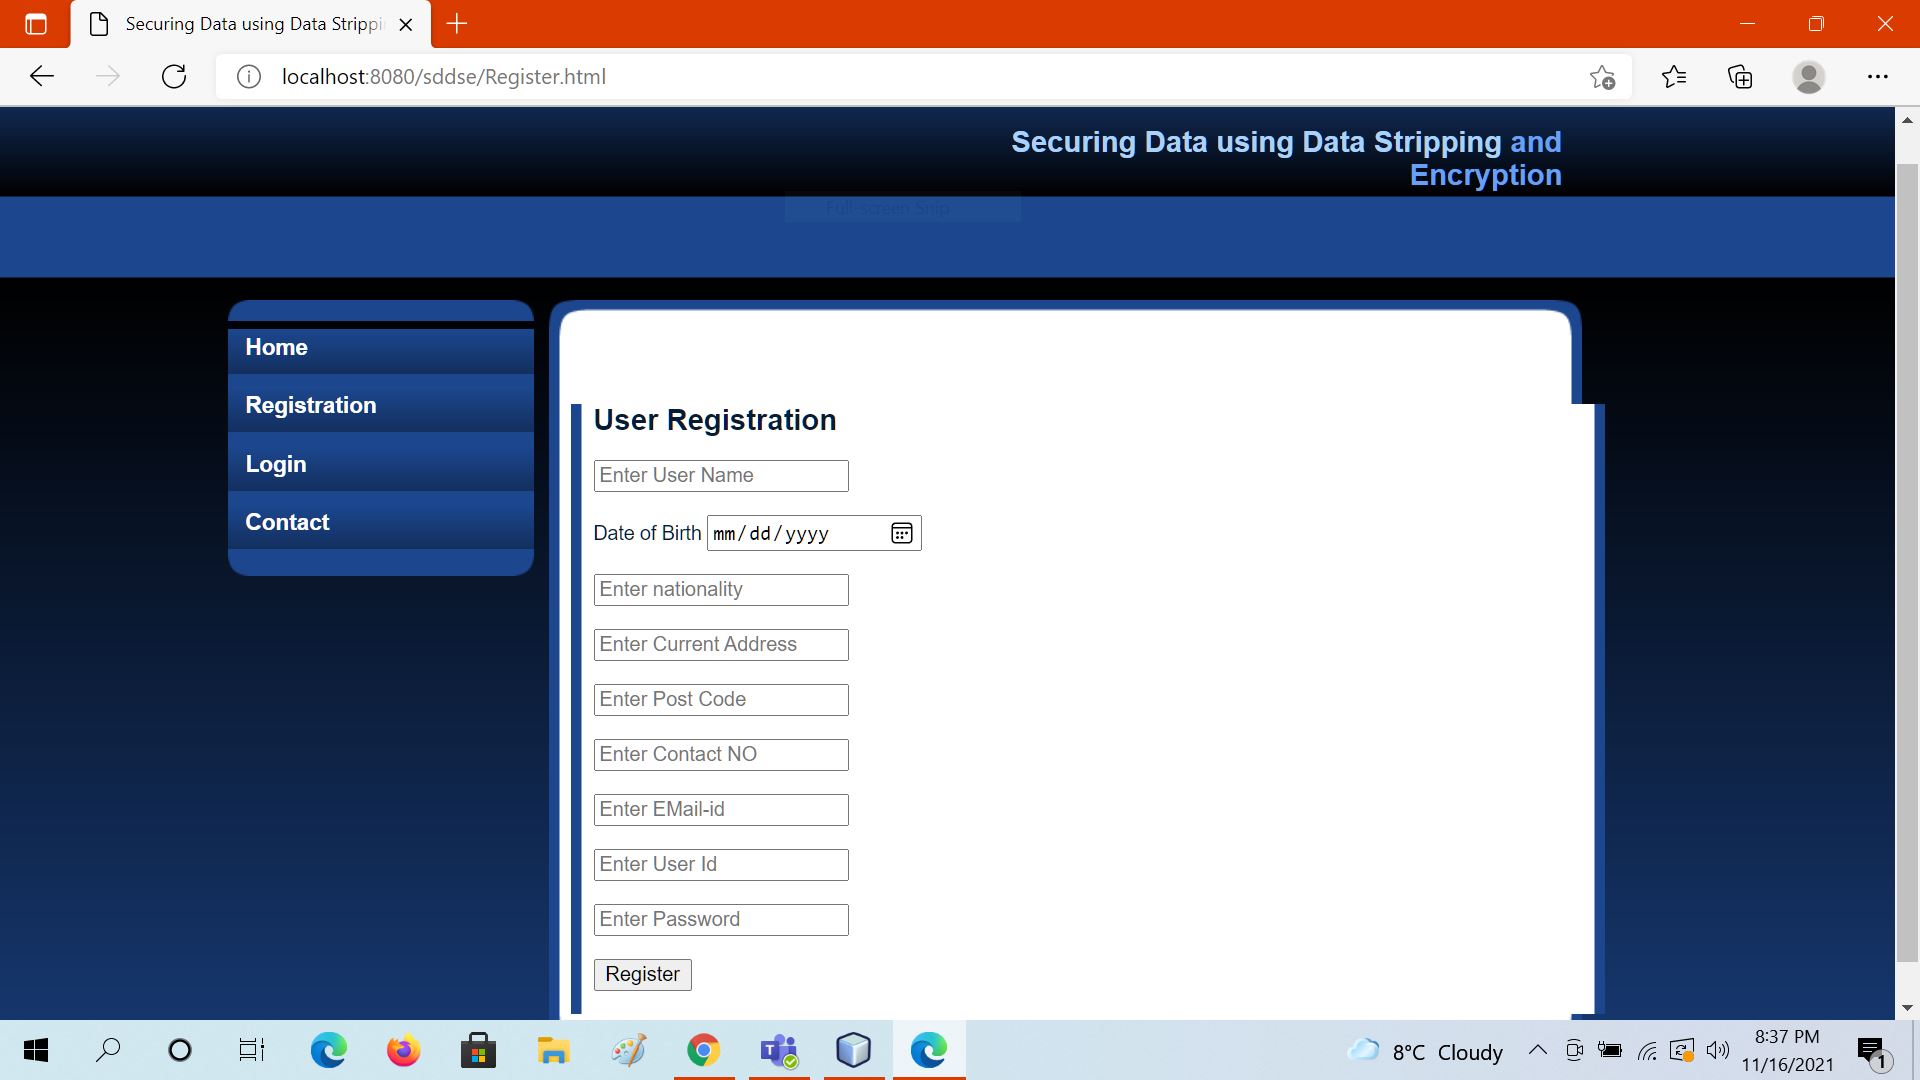 Securing Data using Data Strippi
localhost:8080/sddse/Register.html
Securing Data using Data Stripping and
Encryption
Full-screen Snip
Home
Registration
Login
Contact
User Registration
Enter User Name
Date of Birth mm/dd/yyyy
Enter nationality
Enter Current Address
Enter Post Code
Enter Contact NO
Enter EMail-id
Enter User Id
Enter Password
Register
8°C Cloudy
8:37 PM
11/16/2021
1